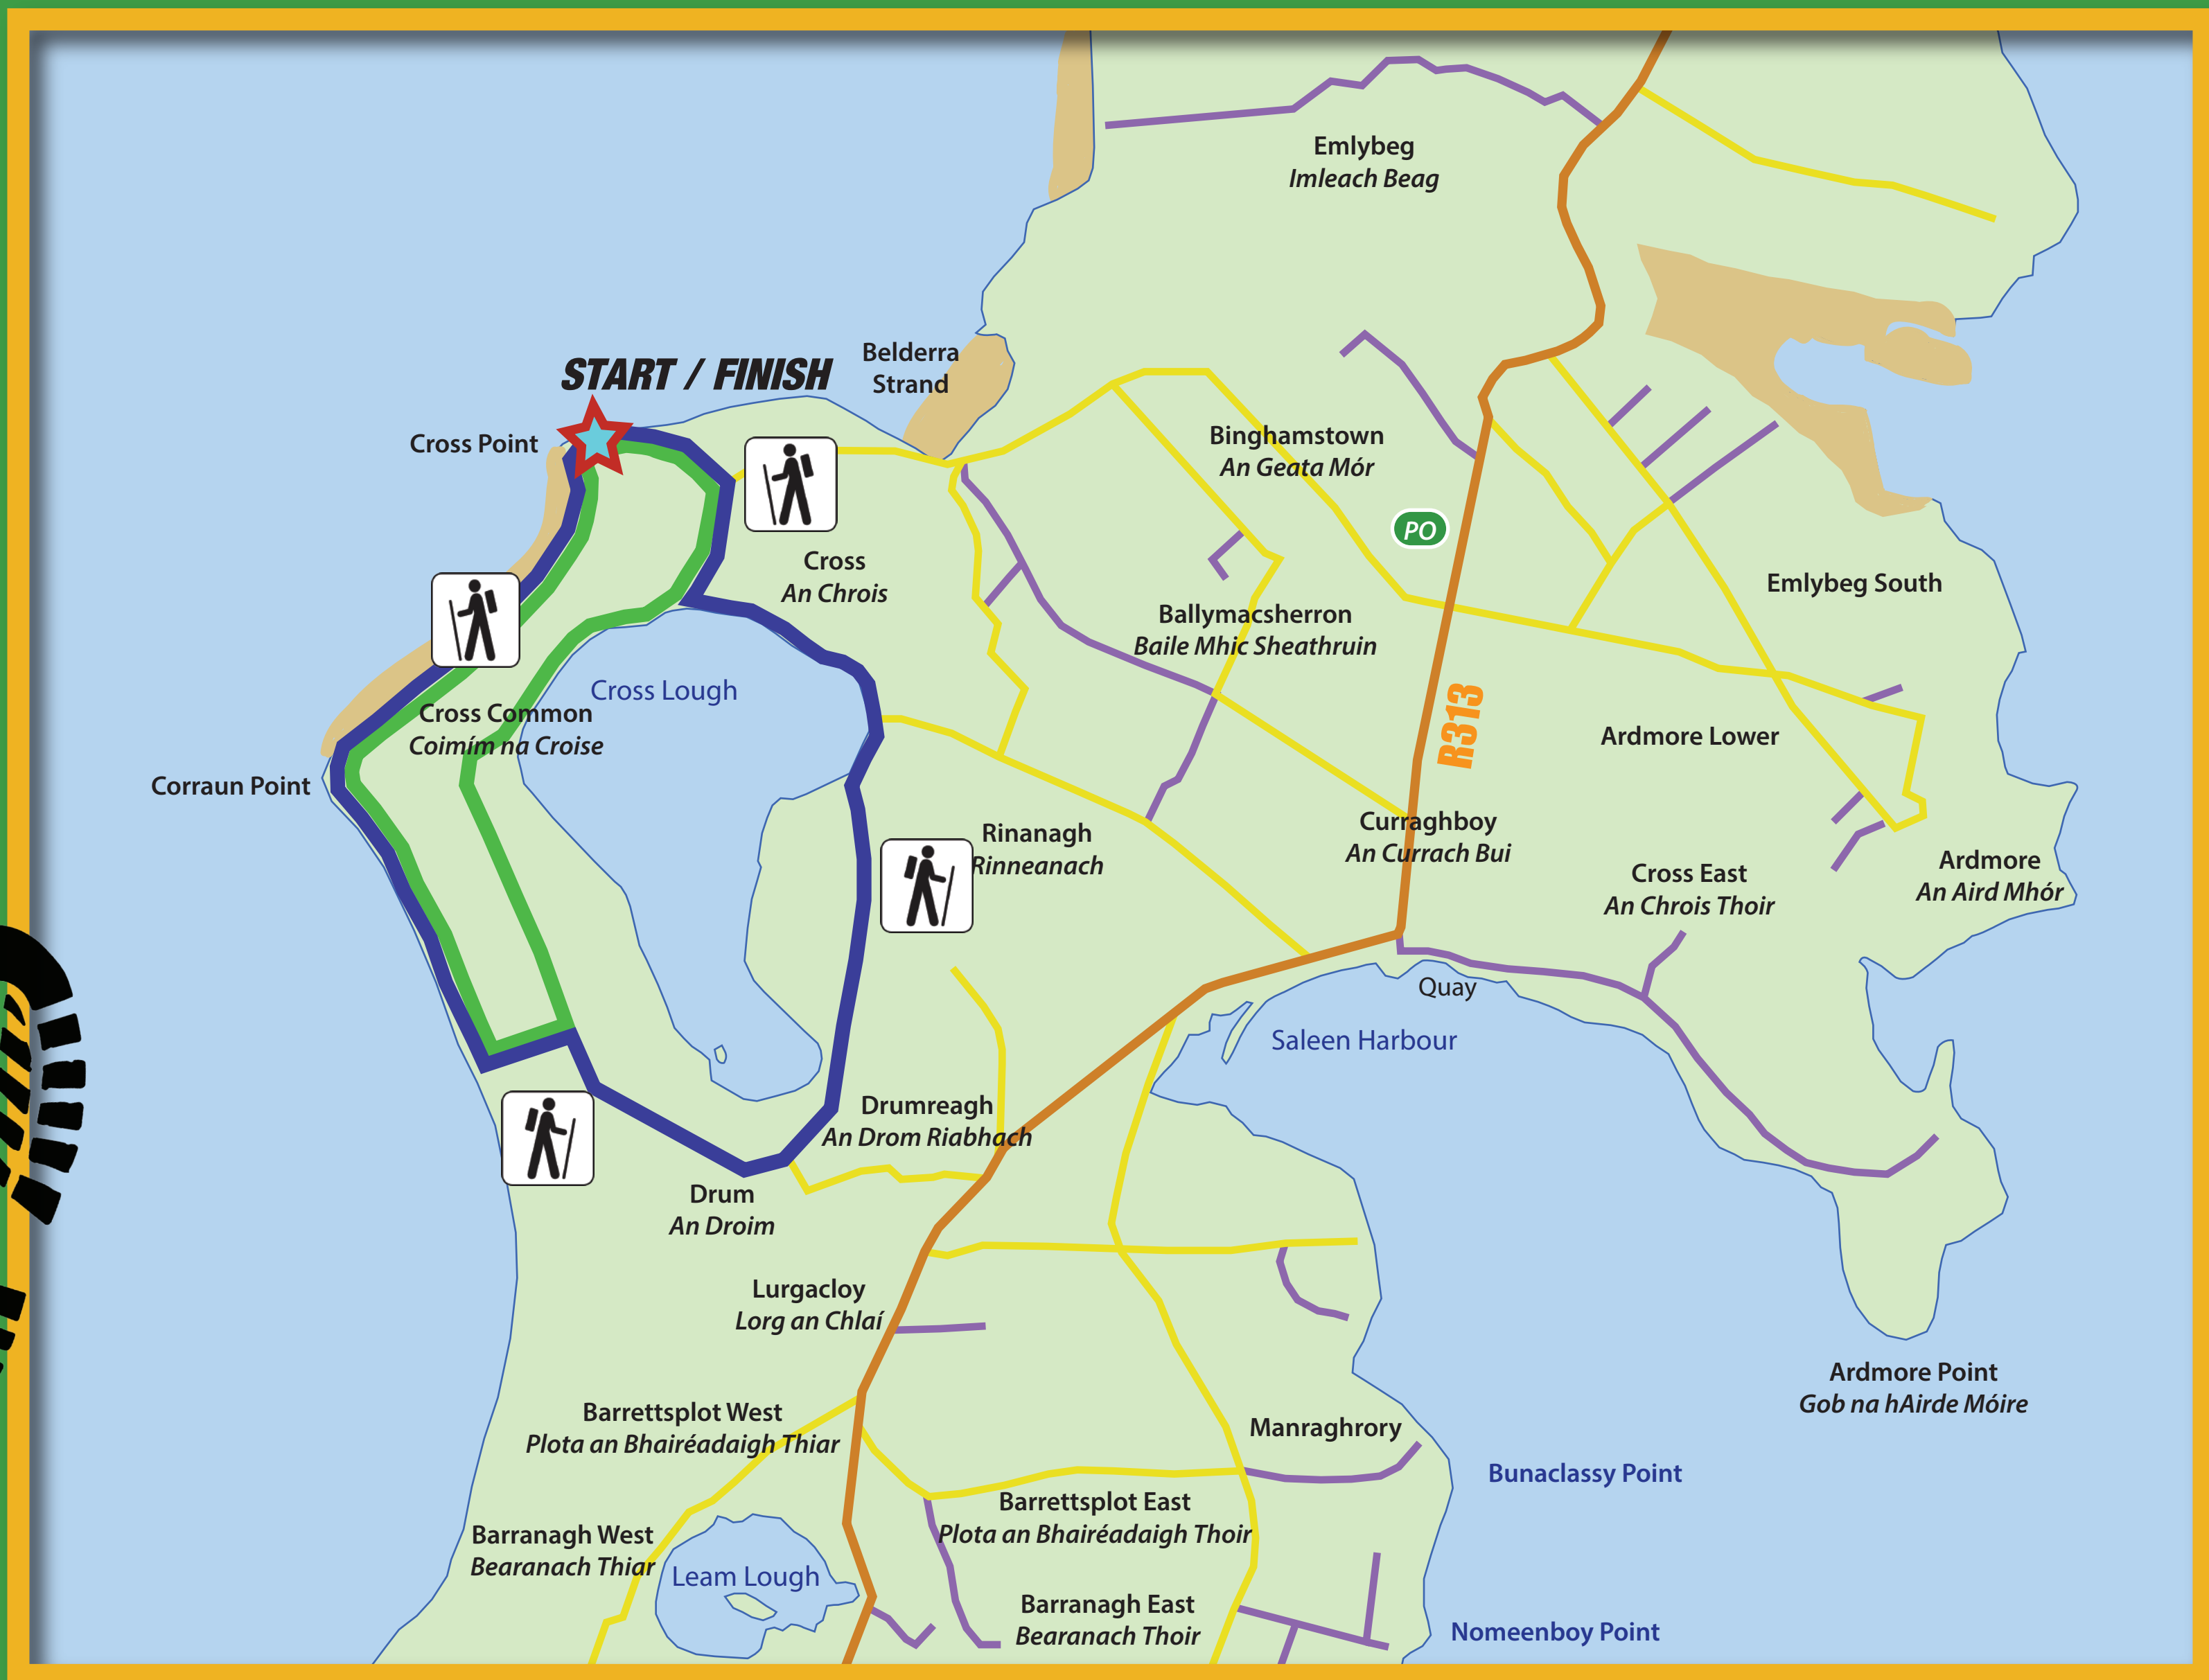 Emlybeg
Imleach Beag
START / FINISH
Belderra
Strand
Cross Point
Binghamstown
An Geata Mór
PO
Cross
An Chrois
Emlybeg South
Ballymacsherron
Baile Mhic Sheathruin
Cross Lough
Cross Common
Coimím na Croise
R313
Ardmore Lower
Corraun Point
Rinanagh
Rinneanach
Curraghboy
An Currach Bui
Cross East
An Chrois Thoir
Ardmore
An Aird Mhór
Quay
Saleen Harbour
Drumreagh
An Drom Riabhach
Drum
An Droim
Lurgacloy
Lorg an Chlaí
Ardmore Point
Gob na hAirde Móire
Barrettsplot West
Plota an Bhairéadaigh Thiar
Manraghrory
Bunaclassy Point
Barrettsplot East
Plota an Bhairéadaigh Thoir
Barranagh West
Bearanach Thiar
Leam Lough
Barranagh East
Bearanach Thoir
Nomeenboy Point